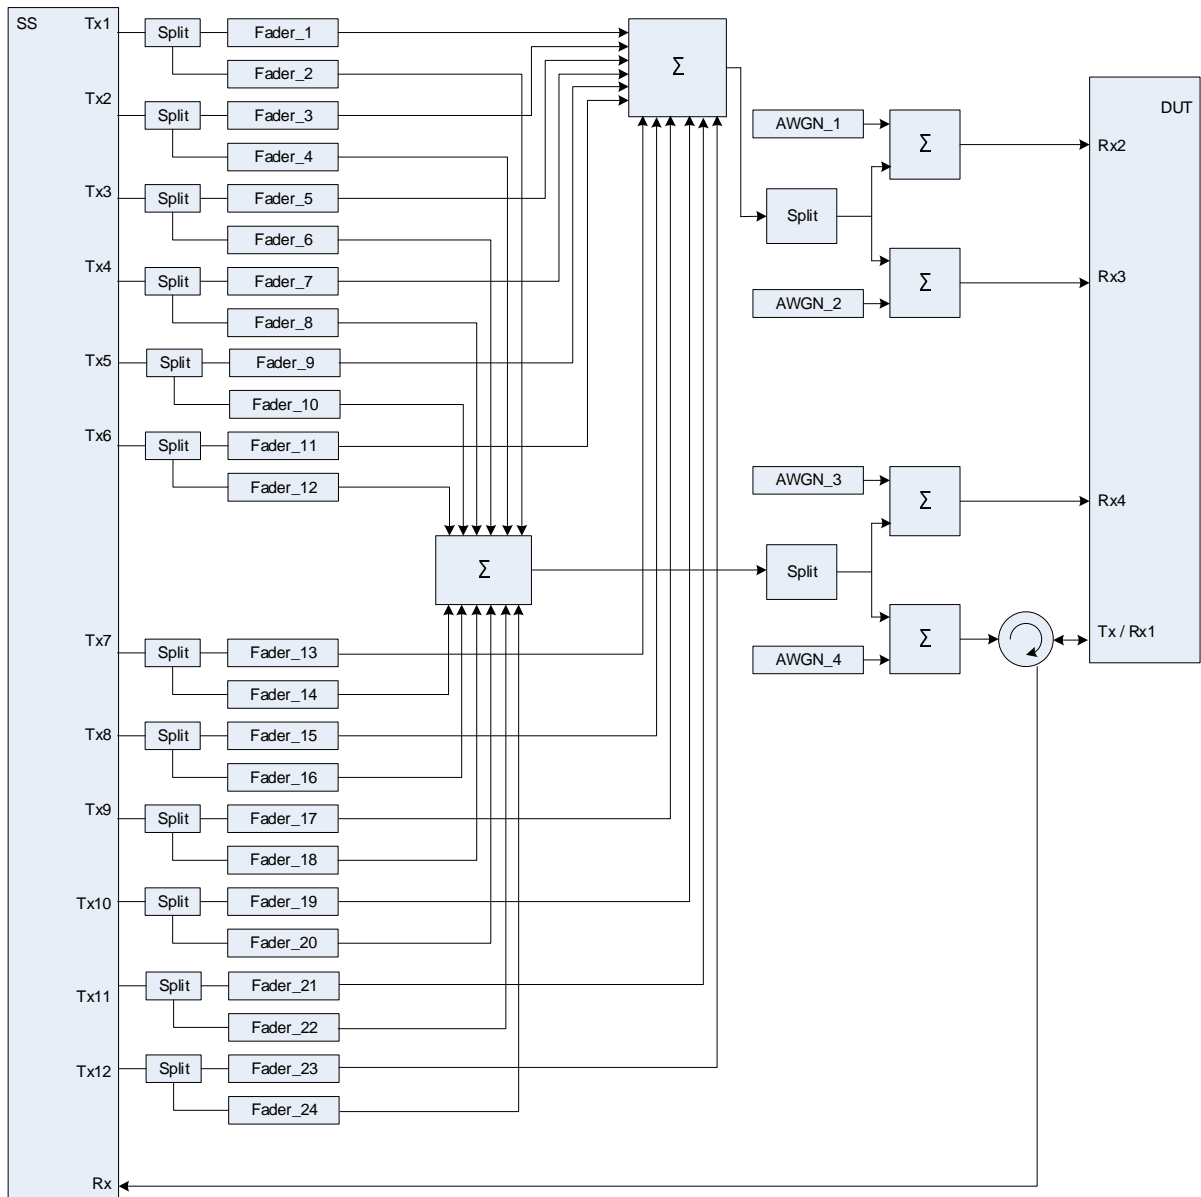 SS
Tx1
Split
Fader_1
Fader_2
Tx2
Split
Fader_3
Fader_4
Tx3
Split
Fader_5
Fader_6
Tx4
Split
Fader_7
Fader_8
Tx5
Split
Fader_9
Fader_10
Tx6
Split
Fader_11
Fader_12
Σ
Σ
Tx7
Split
Fader_13
Fader_14
Tx8
Split
Fader_15
Fader_16
Tx9
Split
Fader_17
Fader_18
Tx10
Split
Fader_19
Fader_20
Tx11
Split
Fader_21
Fader_22
Tx12
Split
Fader_23
Fader_24
Rx
AWGN_1
Σ
Split
AWGN_2
Σ
AWGN_3
Σ
Split
AWGN_4
Σ
DUT
Rx2
Rx3
Rx4
Tx / Rx1